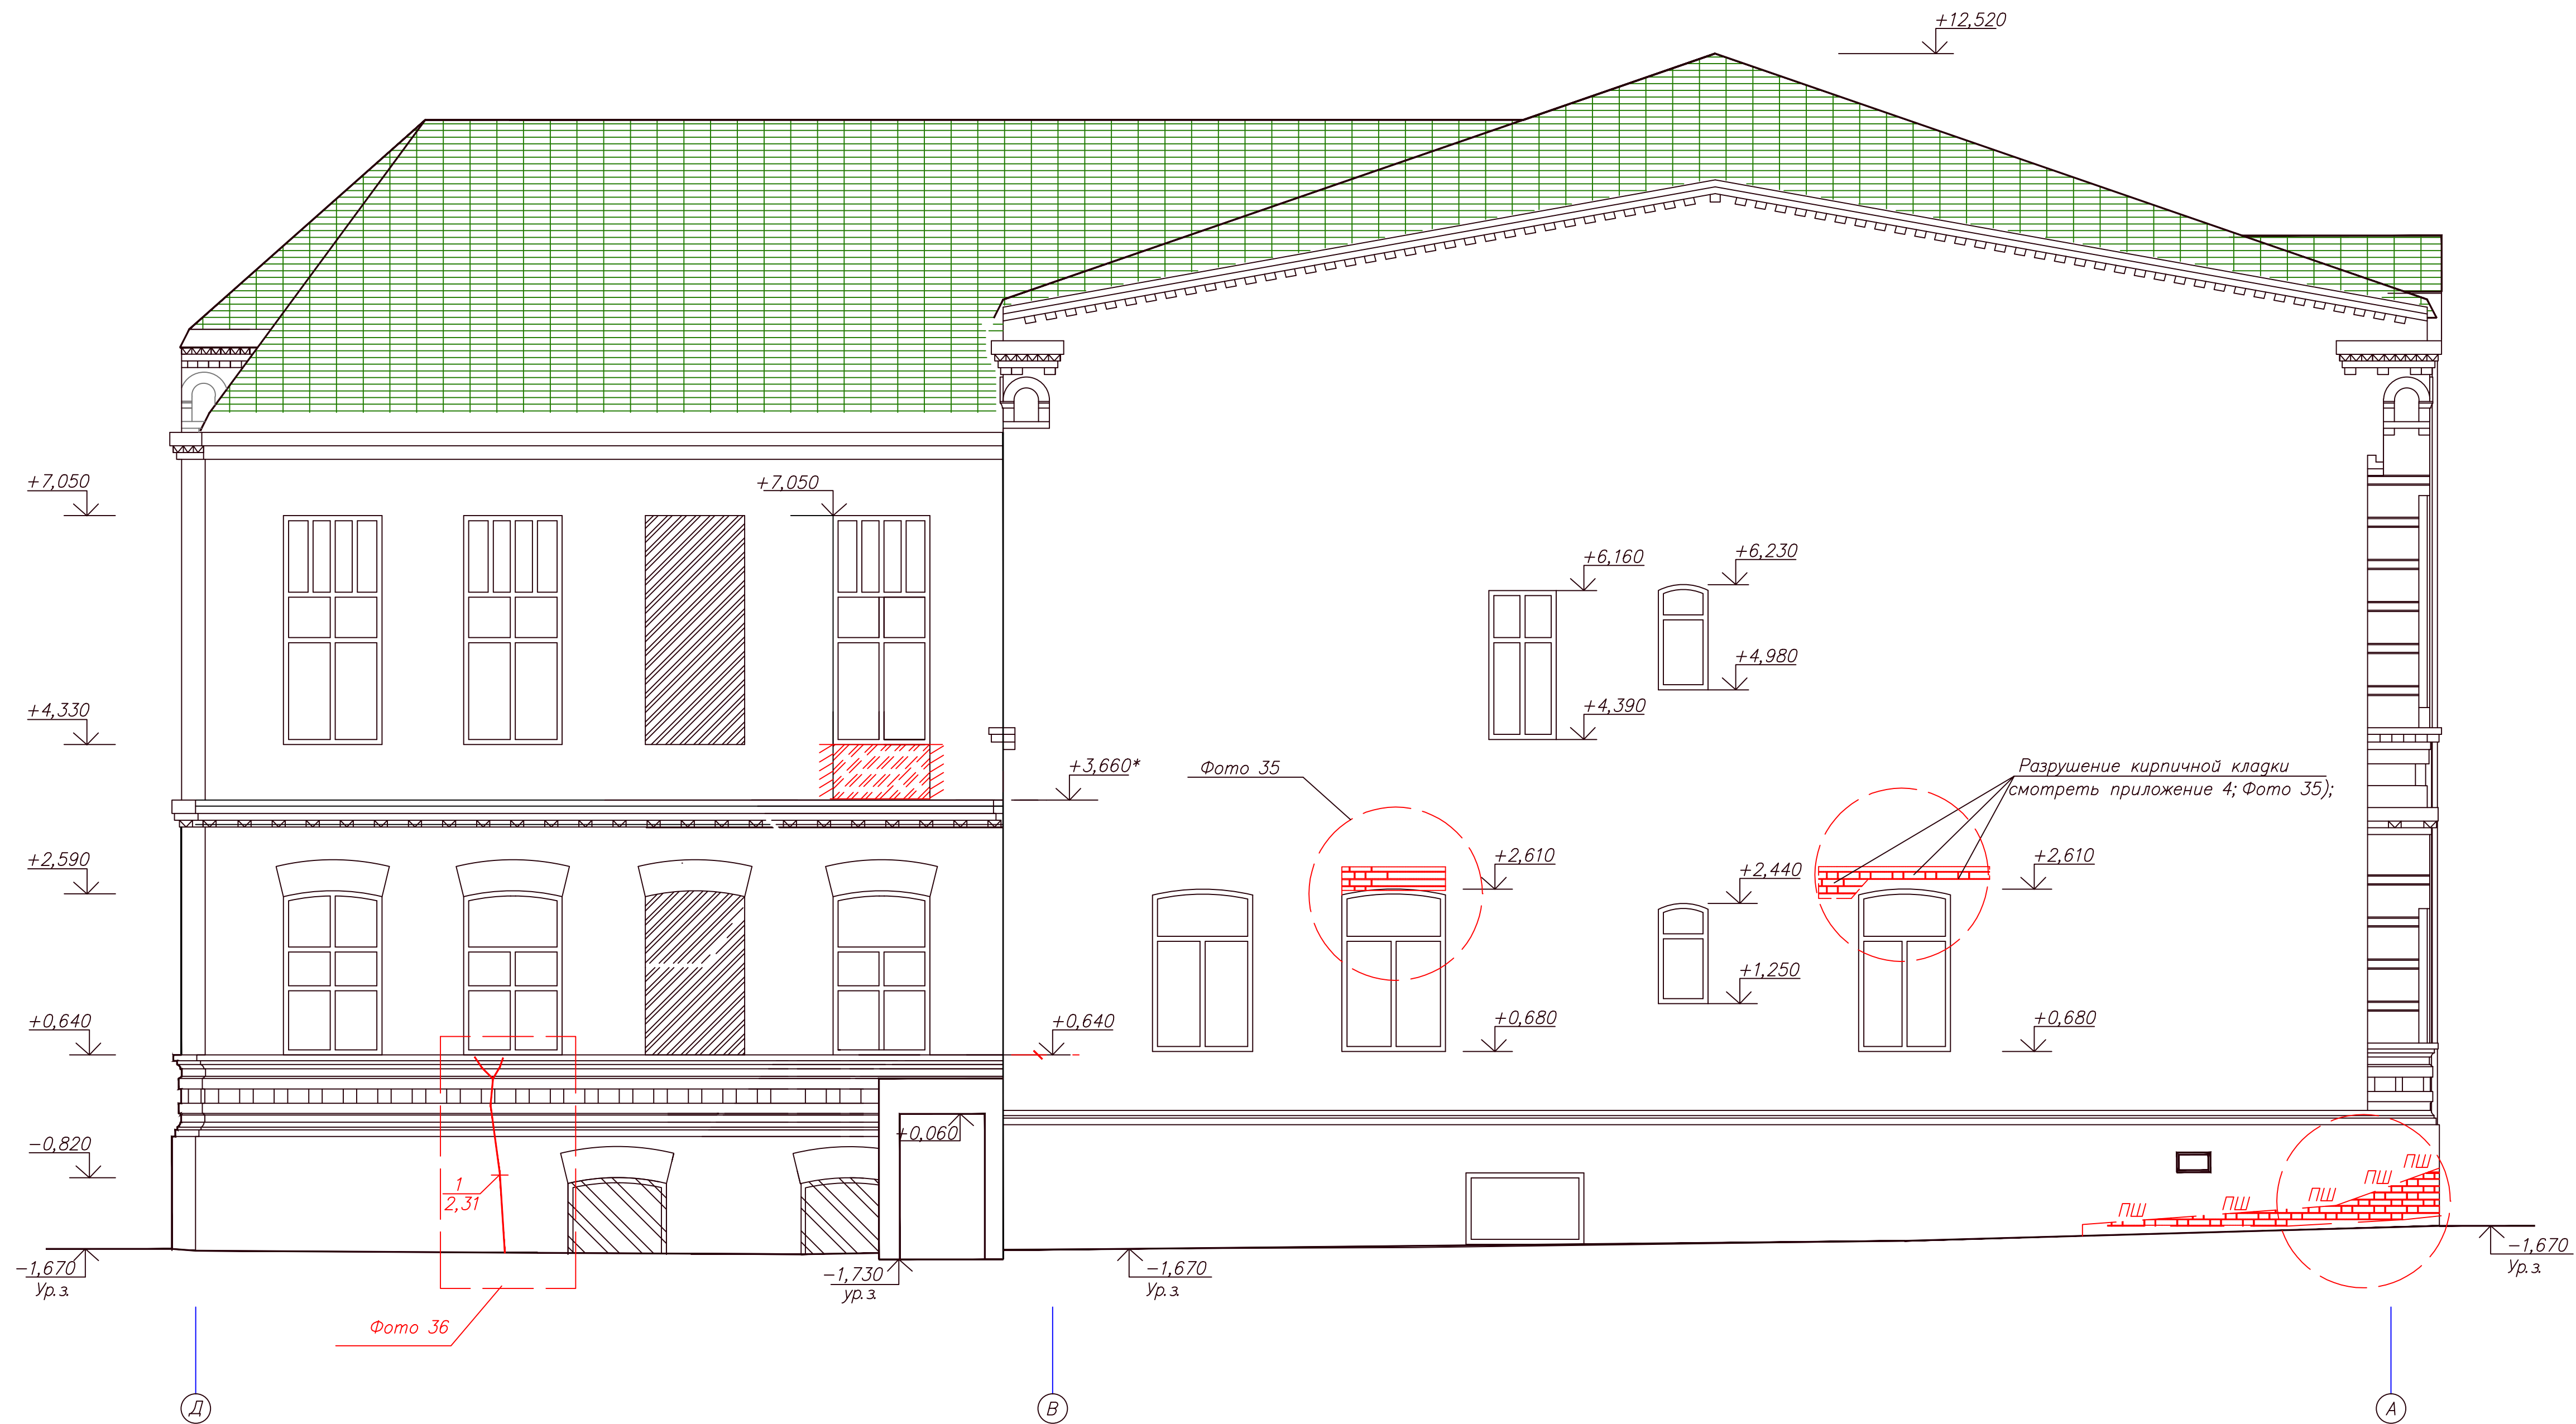 +12,520
+7,050
+7,050
+6,160
+6,230
+4,980
+4,330
+4,390
+3,660*
Фото 35
Разрушение кирпичной кладки
смотреть приложение 4; Фото 35);
+2,590
+2,610
+2,440
+2,610
+1,250
+0,640
+0,640
+0,680
+0,680
+0,060
-0,820
1
2,31
ПШ
ПШ
ПШ
ПШ
ПШ
-1,670
Ур.з.
-1,730
ур.з.
-1,670
Ур.з.
-1,670
Ур.з.
Фото 36
Д
В
А